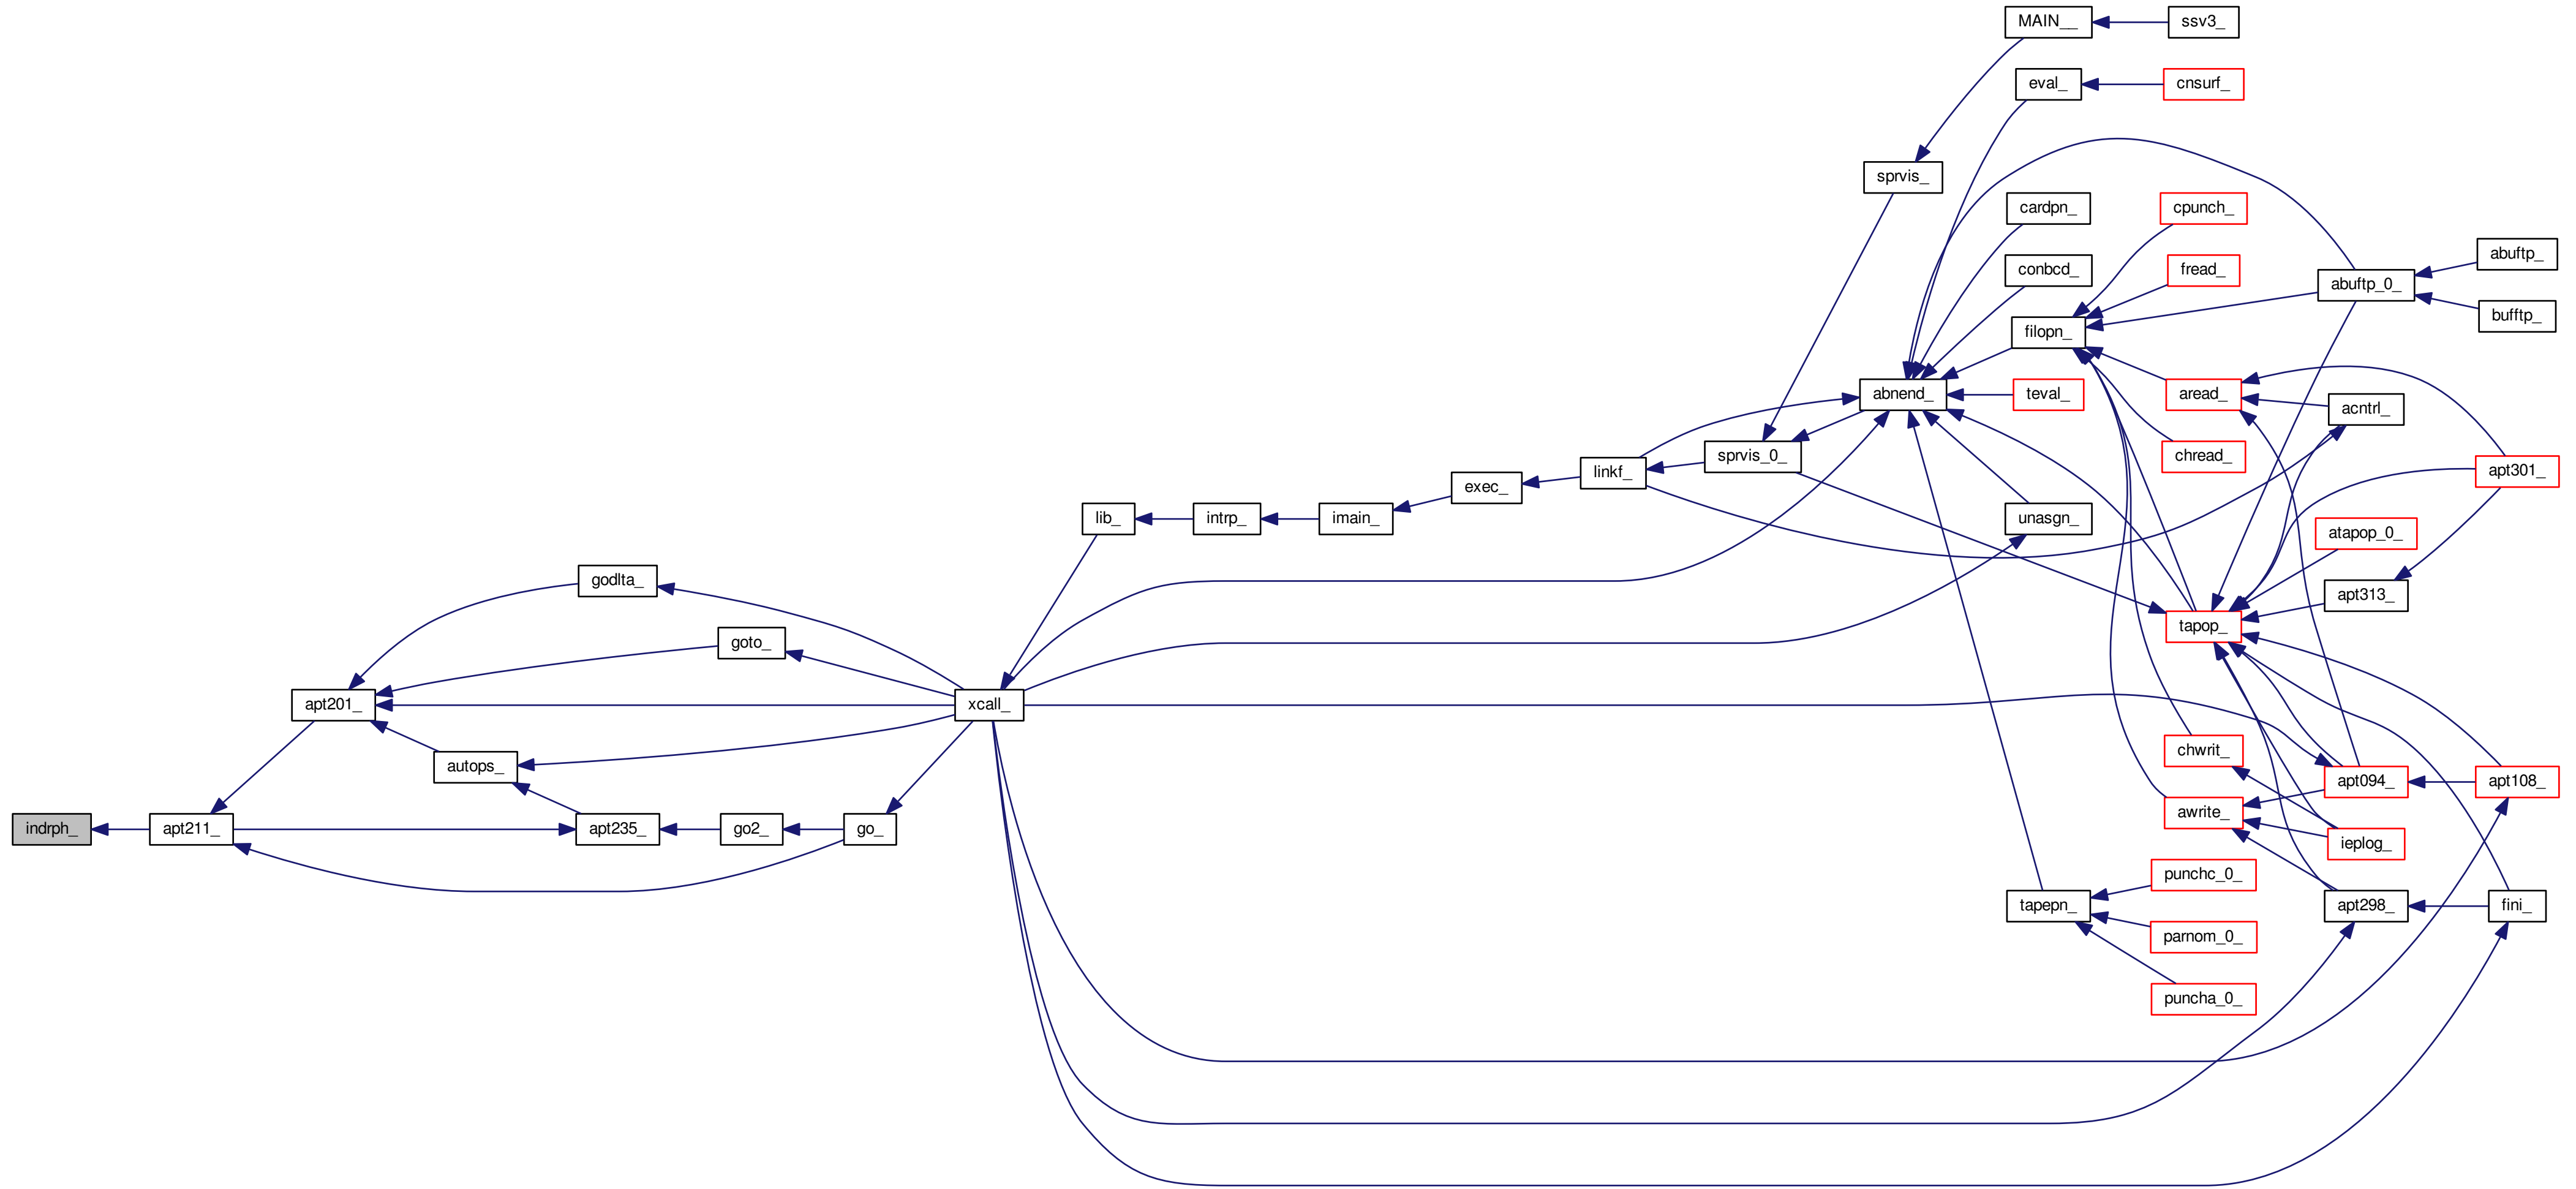 MAIN__
ssv3_
eval_
cnsurf_
sprvis_
cardpn_
cpunch_
conbcd_
fread_
abuftp_0_
abuftp_
bufftp_
filopn_
abnend_
teval_
aread_
acntrl_
sprvis_0_
chread_
linkf_
apt301_
exec_
lib_
intrp_
imain_
unasgn_
atapop_0_
godlta_
apt313_
tapop_
goto_
apt201_
xcall_
autops_
chwrit_
apt094_
apt108_
awrite_
indrph_
apt211_
apt235_
go2_
go_
ieplog_
punchc_0_
tapepn_
apt298_
fini_
parnom_0_
puncha_0_